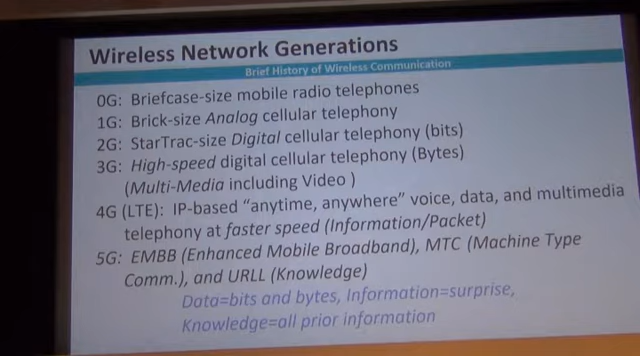 Wireless Network Generations
Brief History of Wireless Communication
0G: Briefcase-size mobile radio telephones
1G: Brick-size Analog cellular telephony
2G: StarTrac-size Digital cellular telephony (bits)
3G: High-speed digital cellular telephony (Bytes)
(Multi-Media including Video )
4G (LTE): IP-based “anytime, anywhere” voice, data, and multimedia
telephony at faster speed (Information/Packet)
5G: EMBB (Enhanced Mobile Broadband), MTC (Machine Type
Comm.), and URLL (Knowledge)
Data=bits and bytes, Information=surprise,
Knowledge=all prior information